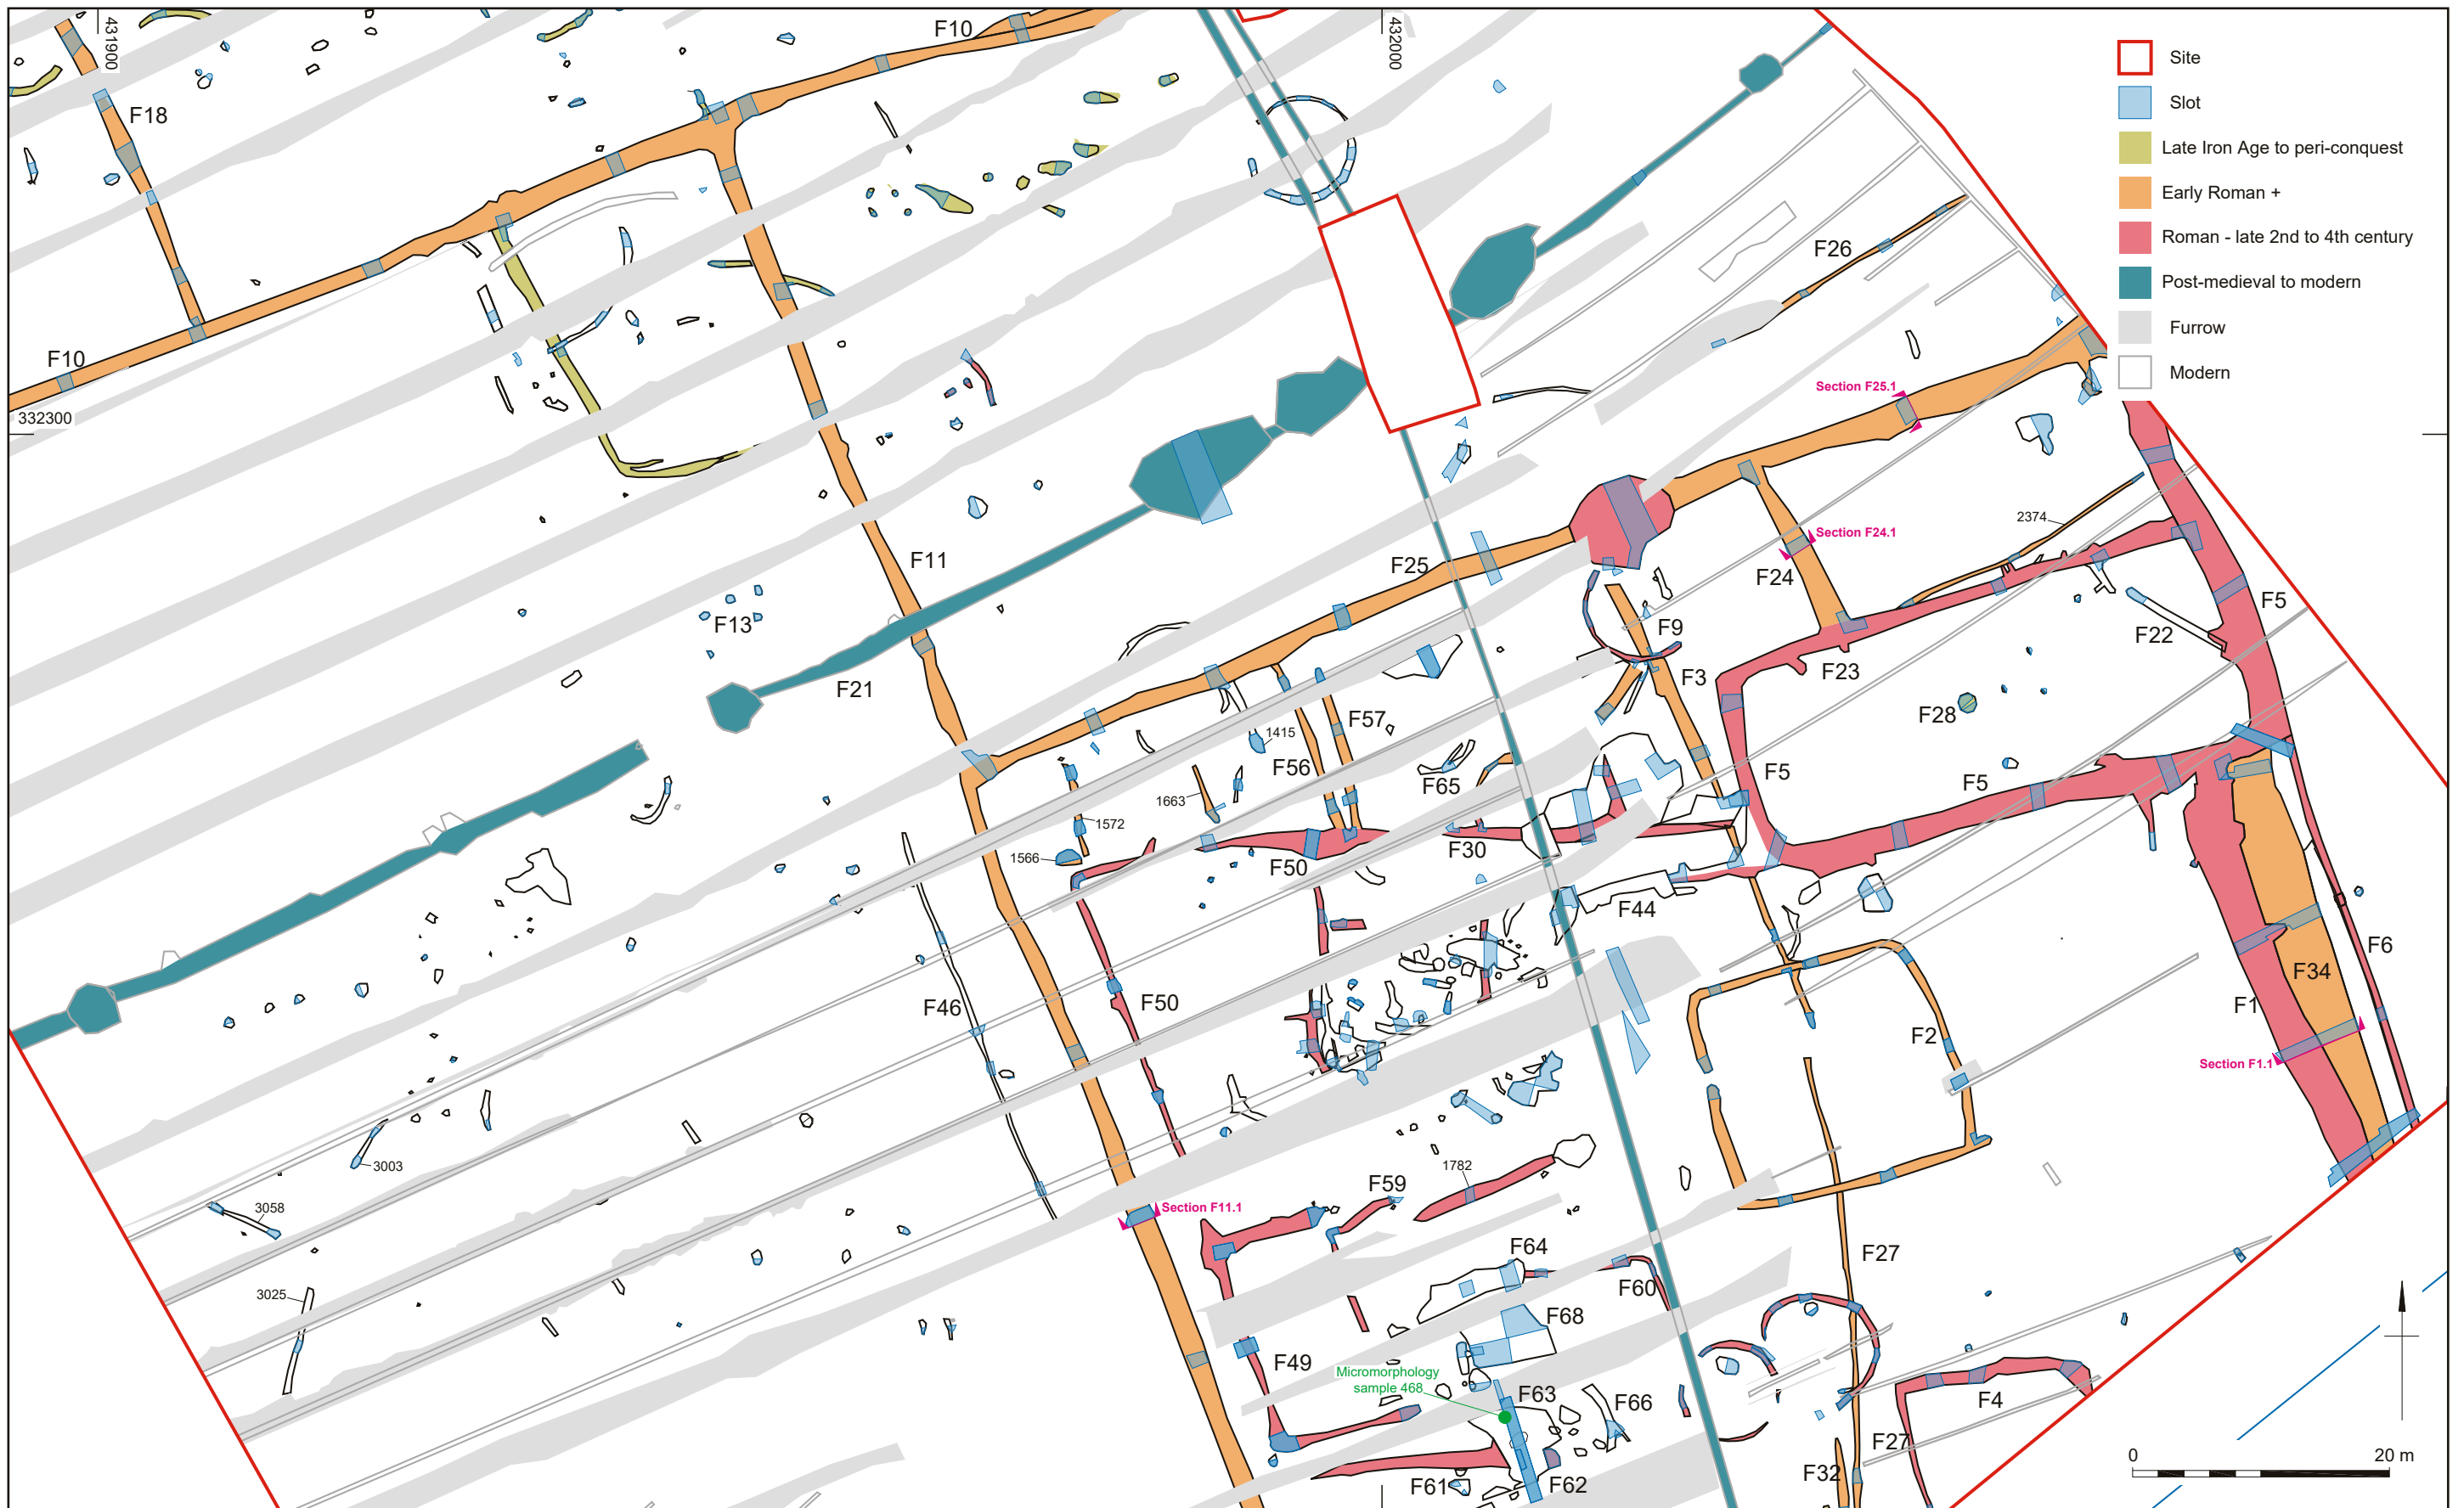 431900
F10
432000
Site
Slot
Late Iron Age to peri-conquest
Early Roman +
Roman - late 2nd to 4th century
Post-medieval to modern
Furrow
Modern
F18
F26
F10
332300
Section F25.1
2374
Section F24.1
F11
F25
F24
F13
F9
F5
F22
F21
F3
F23
F28
F57
1415
F56
F65
F5
F5
1663
1572
1566
F50
F30
F44
F46
F50
F6
F34
F1
F2
Section F1.1
3003
1782
F59
3058
Section F11.1
F64
F27
F60
3025
F68
F49
Micromorphology
sample 468
F63
F66
F4
F27
F61
F62
F32
0
20 m